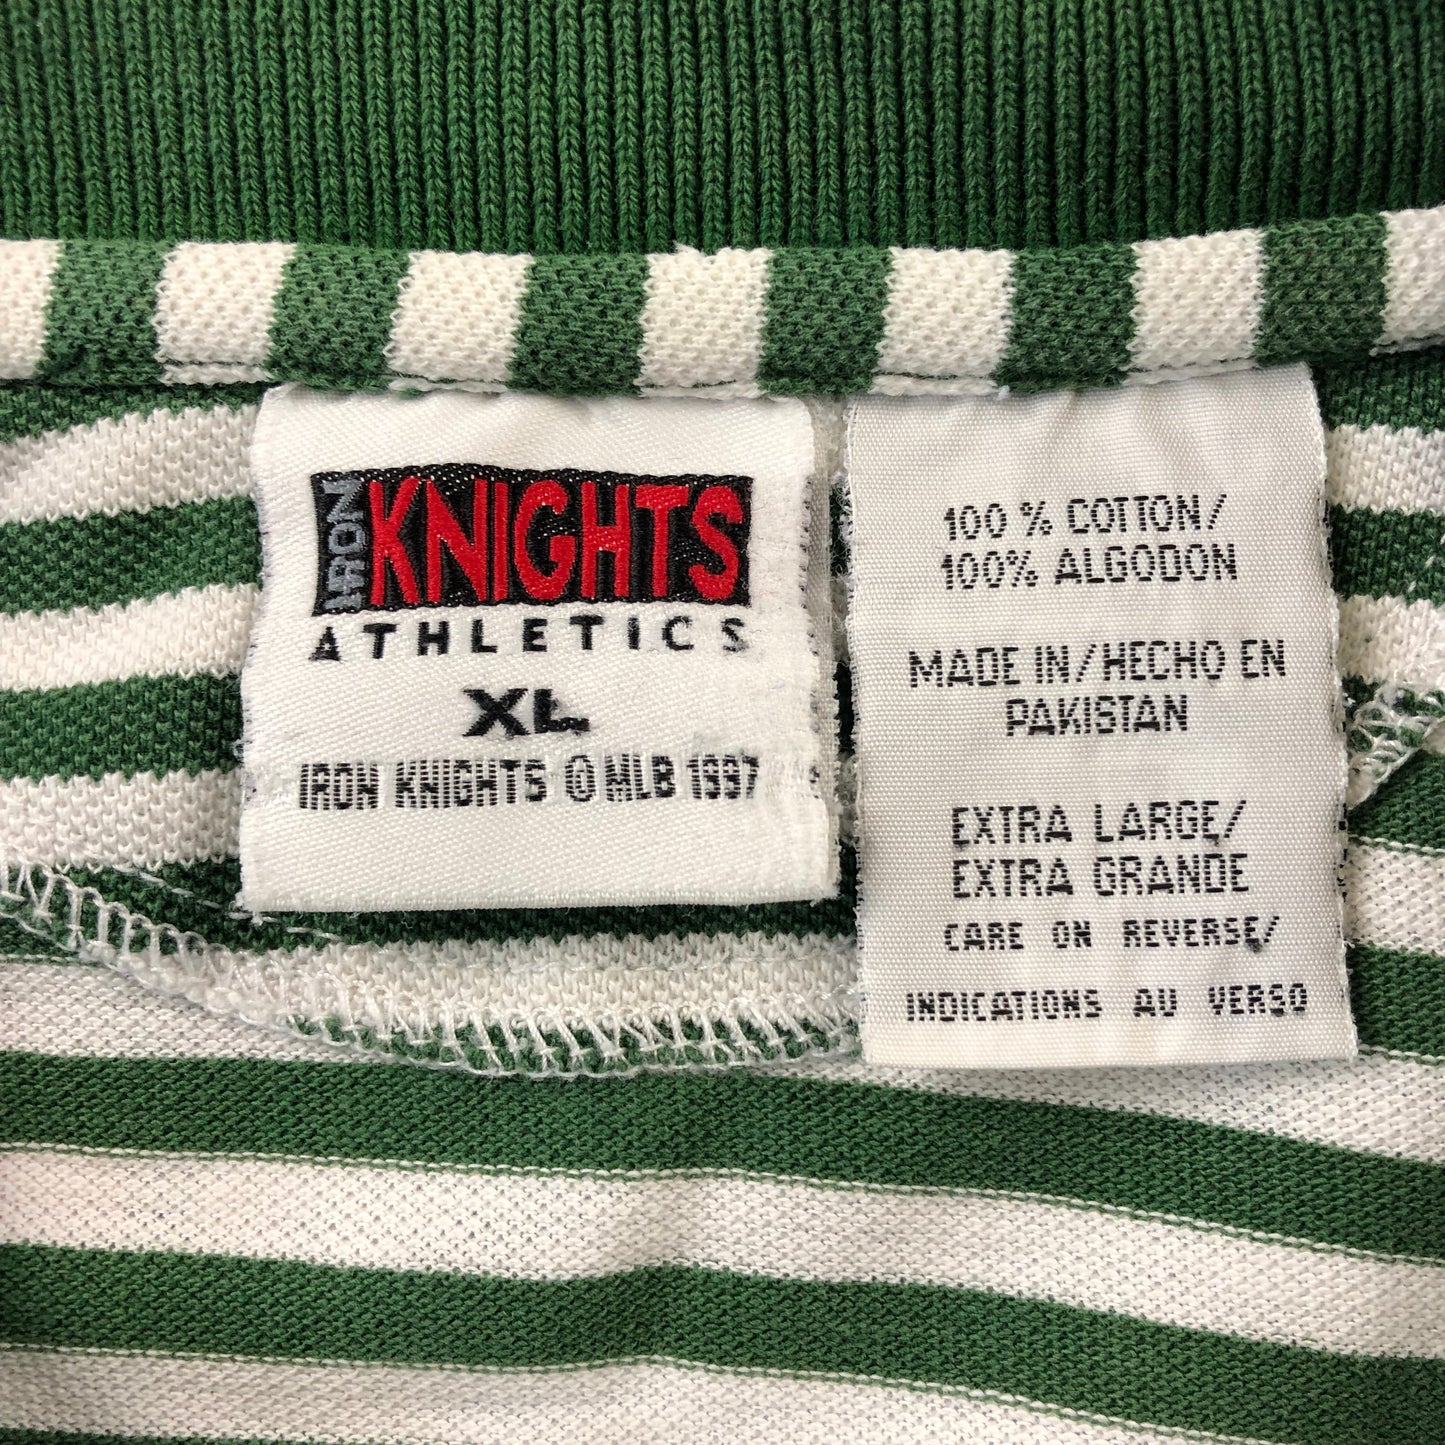 IRON KNIGHTS
ATHLETICS
XL
IRON KNIGHTS © MLB 1997
100 % COTTON/
100% ALGODON
MADE IN/HECHO EN
PAKISTAN
EXTRA LARGE/
EXTRA GRANDE
CARE ON REVERSE/
INDICATIONS AU VERSO